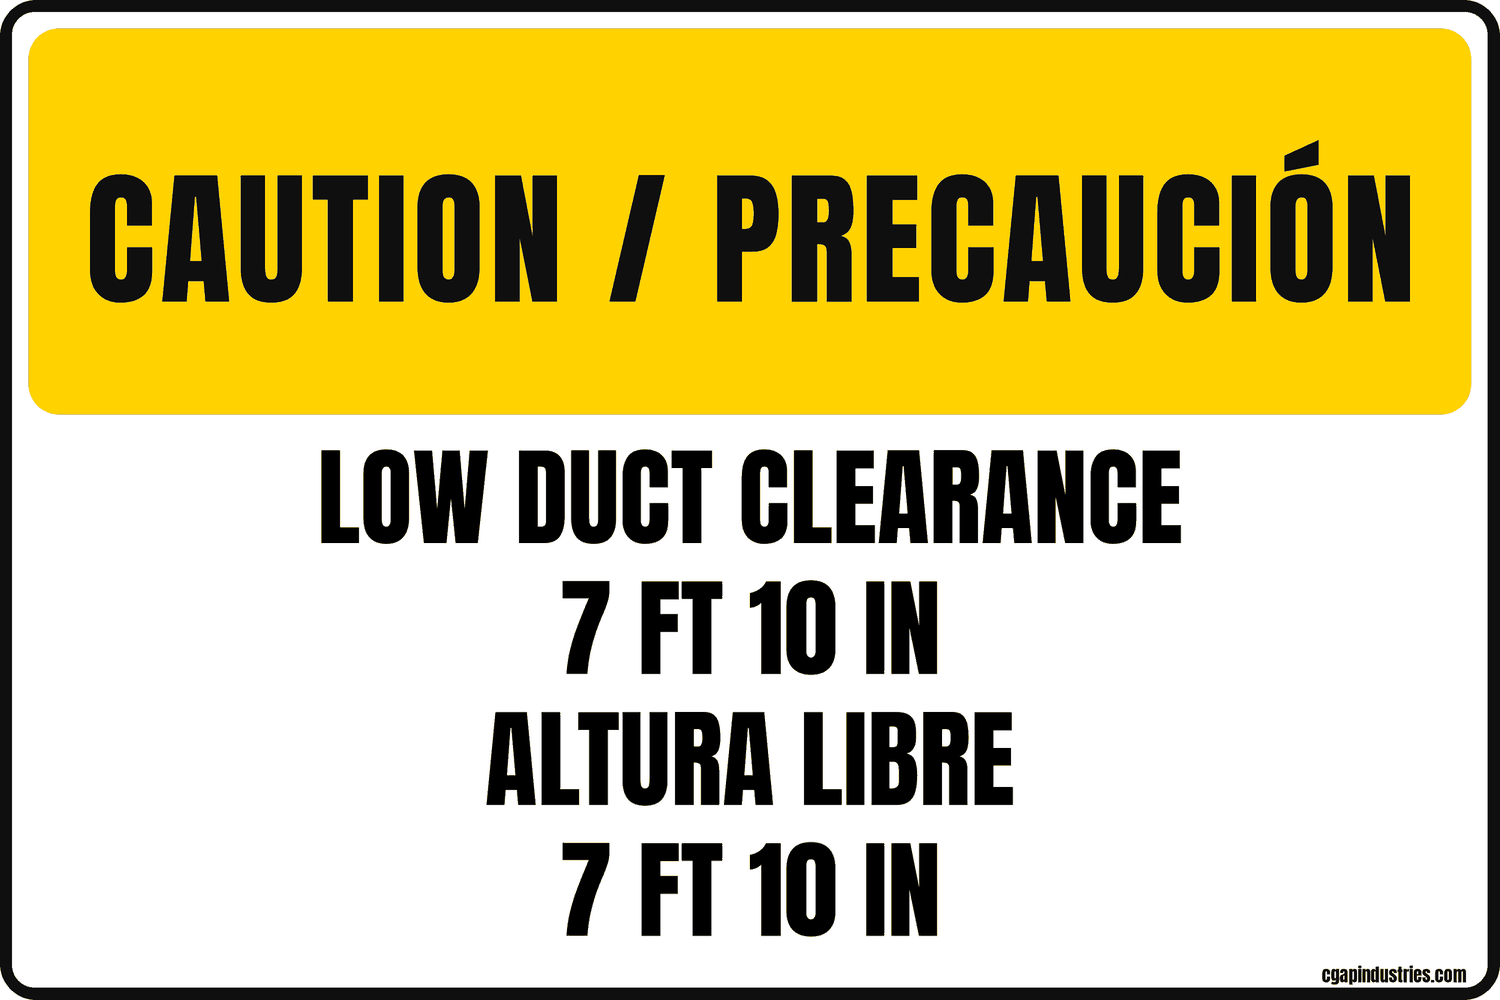 CAUTION / PRECAUCIÓN
LOW DUCT CLEARANCE
7 FT 10 IN
ALTURA LIBRE
7 FT 10 IN
cgapindustries.com